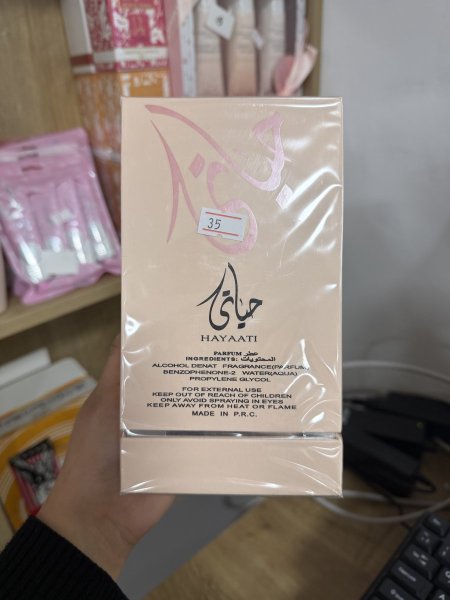 35
حياتي
HAYAATI
PARFUM عطر
INGREDIENTS: المحتويات
ALCOHOL DENAT FRAGRANCE(PARFUM)
BENZOPHENONE-2 WATER(AQUA)
PROPYLENE GLYCOL
FOR EXTERNAL USE
KEEP OUT OF REACH OF CHILDREN
ONLY AVOID SPRAYING IN EYES
KEEP AWAY FROM HEAT OR FLAME
MADE IN P.R.C.